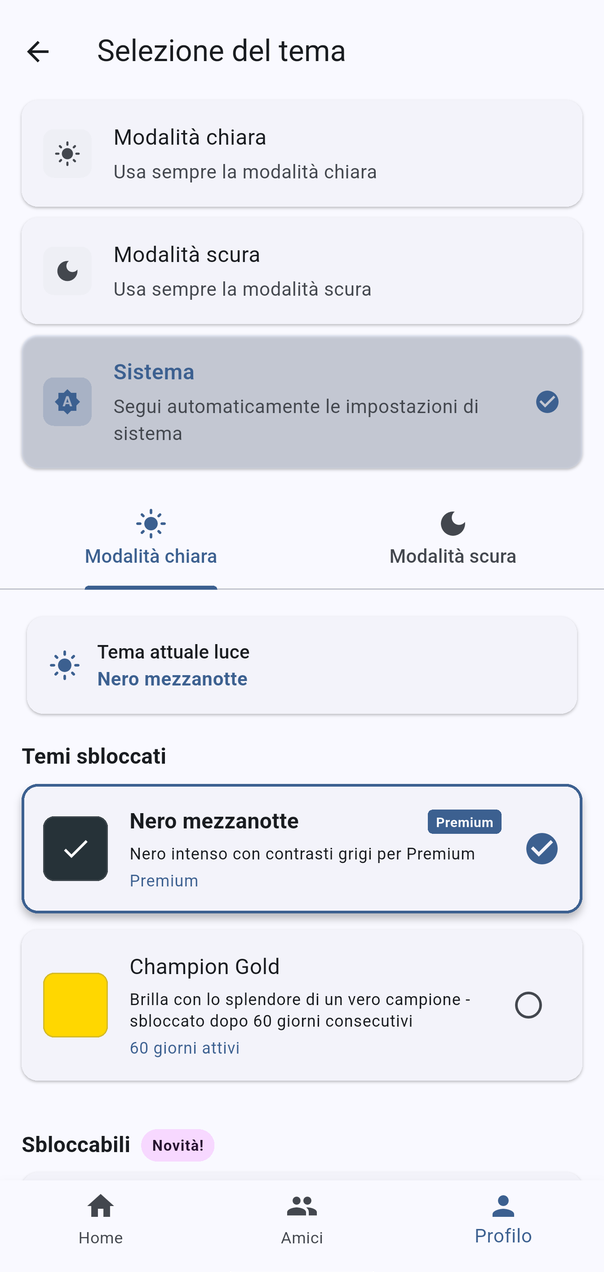 Selezione del tema
Modalità chiara
Usa sempre la modalità chiara
Modalità scura
Usa sempre la modalità scura
Sistema
A
Segui automaticamente le impostazioni di
sistema
Modalità chiara
Modalità scura
Tema attuale luce
Nero mezzanotte
Temi sbloccati
Nero mezzanotte
Premium
Nero intenso con contrasti grigi per Premium
Premium
Champion Gold
Brilla con lo splendore di un vero campione -
sbloccato dopo 60 giorni consecutivi
60 giorni attivi
Sbloccabili
Novità!
Home
Amici
Profilo